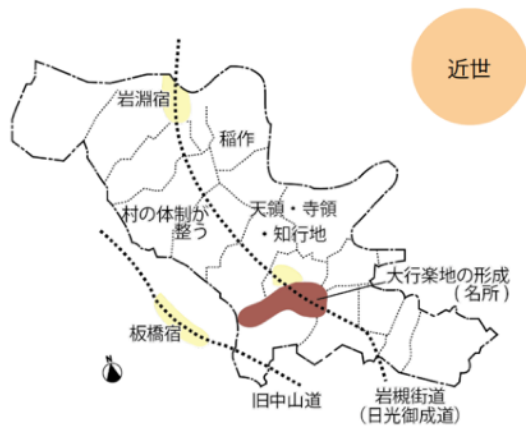 近世
岩淵宿
稲作
村の体制が
整う
天領・寺領
・知行地
大行楽地の形成
(名所)
板橋宿
N
旧中山道
岩槻街道
(日光御成道)